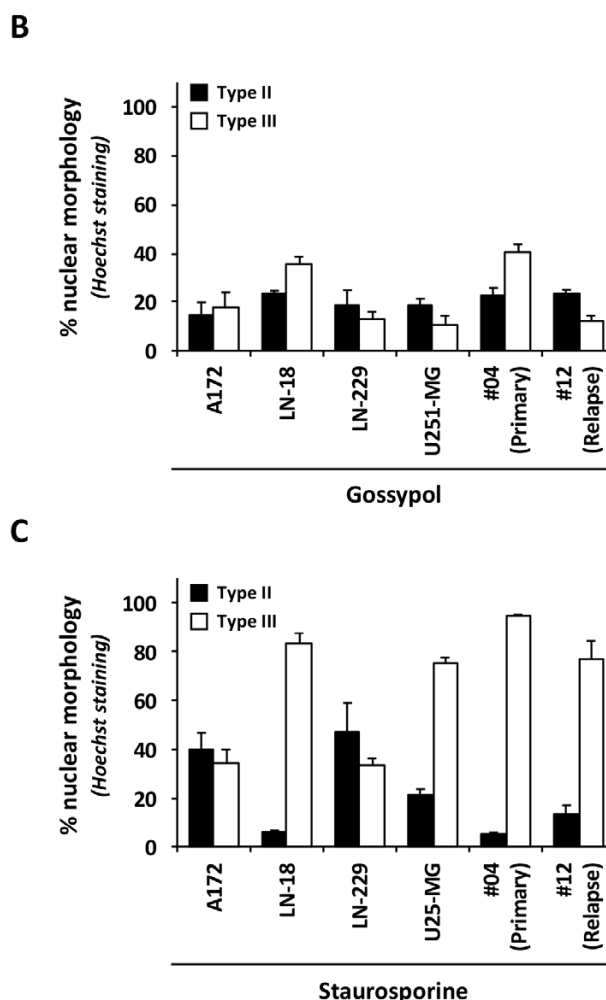 B
% nuclear morphology
(Hoechst staining)
100
80
60
40
20
0
Type II
Type III
A172
LN-18
LN-229
U251-MG
#04
(Primary)
#12
(Relapse)
Gossypol
C
% nuclear morphology
(Hoechst staining)
100
80
60
40
20
0
Type II
Type III
A172
LN-18
LN-229
U25-MG
#04
(Primary)
#12
(Relapse)
Staurosporine